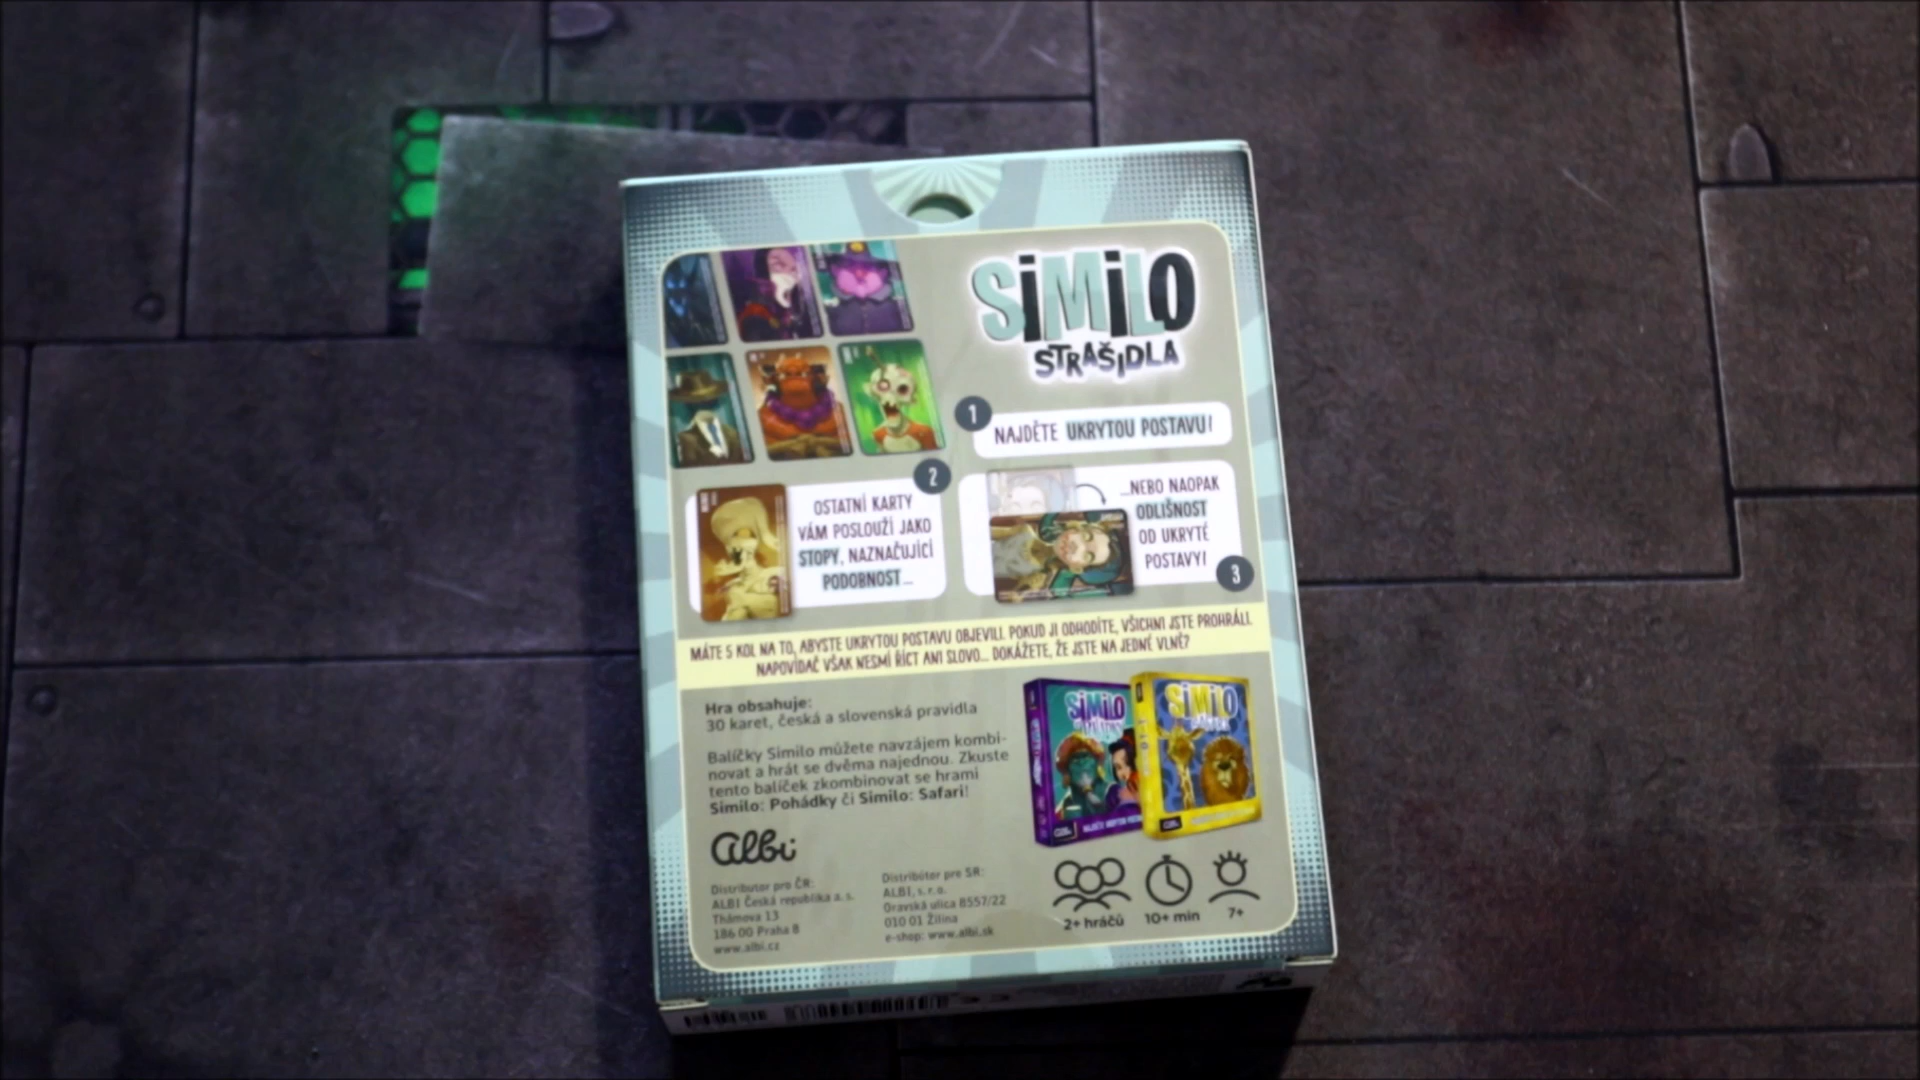 SiMiLO
STRAŠIDLA
1
NAJDĚTE UKRYTOU POSTAVU!
2
OSTATNÍ KARTY
VÁM POSLOUŽÍ JAKO
STOPY, NAZNAČUJÍCÍ
PODOBNOST...
...NEBO NAOPAK
ODLIŠNOST
OD UKRYTÉ
POSTAVY!
3
MÁTE 5 KOL NA TO, ABYSTE UKRYTOU POSTAVU OBJEVILI. POKUD JI ODHODÍTE, VŠICHNI JSTE PROHRÁLI.
NAPOVÍDAČ VŠAK NESMÍ ŘÍCT ANI SLOVO... DOKÁŽETE, ŽE JSTE NA JEDNÉ VLNĚ?
Hra obsahuje:
30 karet, česká a slovenská pravidla
Balíčky Similo můžete navzájem kombi-
novat a hrát se dvěma najednou. Zkuste
tento balíček zkombinovat se hrami
Similo: Pohádky či Similo: Safari!
SiMiLO
SiMiLO
albi
Distributor pro ČR:
ALBI Česká republika a. s.
Thámova 13
186 00 Praha 8
www.albi.cz
Distribútor pre SR:
ALBI, s.r.o.
Oravská ulica 8557/22
010 01 Žilina
e-shop: www.albi.sk
2+ hráčů
10+ min
7+